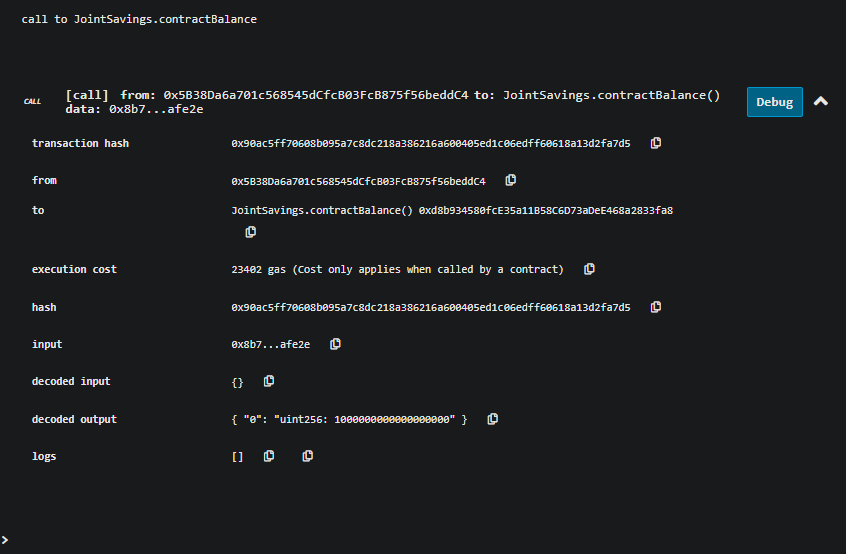 call to JointSavings.contractBalance
CALL
[call] from: 0x5B38Da6a701c568545dCfcB03FcB875f56beddC4 to: JointSavings.contractBalance()
data: 0x8b7...afe2e
Debug
transaction hash 0x90ac5ff70608b095a7c8dc218a386216a600405ed1c06edff60618a13d2fa7d5
from 0x5B38Da6a701c568545dCfcB03FcB875f56beddC4
to JointSavings.contractBalance() 0xd8b934580fcE35a11B58C6D73aDeE468a2833fa8
execution cost 23402 gas (Cost only applies when called by a contract)
hash 0x90ac5ff70608b095a7c8dc218a386216a600405ed1c06edff60618a13d2fa7d5
input 0x8b7...afe2e
decoded input {}
decoded output { "0": "uint256: 1000000000000000000" }
logs []
>